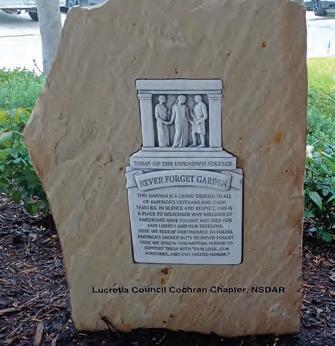 TOMB OF THE UNKNOWN SOLDIER
NEVER FORGET GARDEN
THIS GARDEN IS A LIVING TRIBUTE TO ALL
OF AMERICA'S VETERANS AND THEIR
FAMILIES. IN SILENCE AND RESPECT, THIS IS
A PLACE TO REMEMBER WHY MILLIONS OF
AMERICANS HAVE FOUGHT AND DIED FOR
OUR LIBERTY AND OUR FREEDOM.
HERE WE RENEW OUR PROMISE TO FULFILL
AMERICA'S SACRED DUTY TO NEVER FORGET.
HERE WE RENEW OUR MUTUAL PLEDGE TO
SUPPORT THEM WITH "OUR LIVES, OUR
FORTUNES, AND OUR SACRED HONOR."
Lucretia Council Cochran Chapter, NSDAR